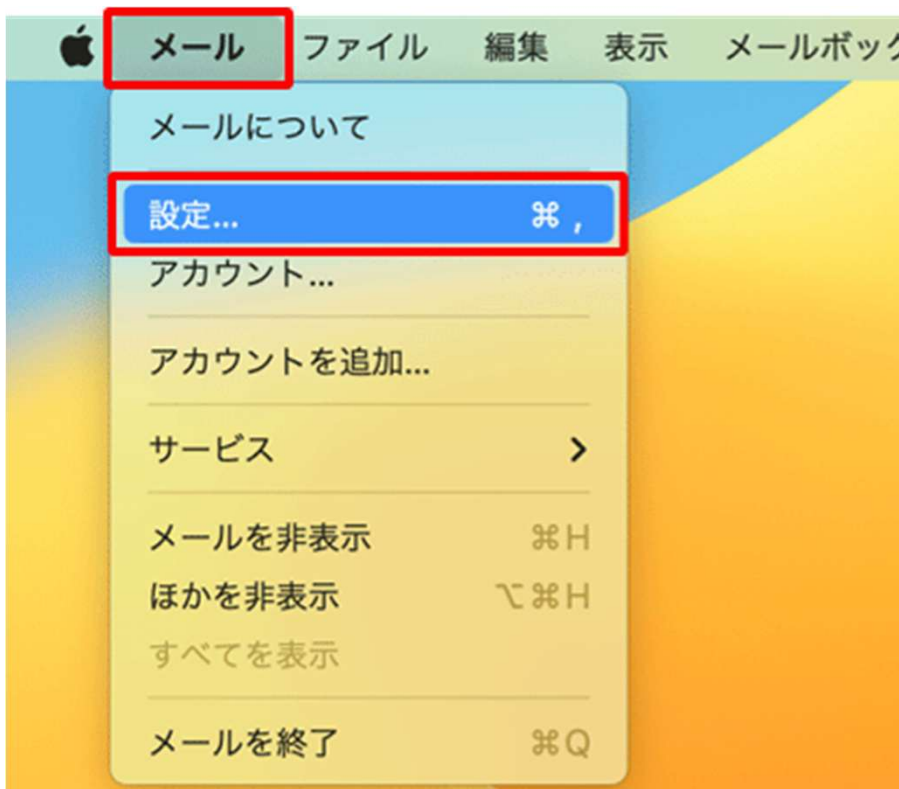 メール ファイル 編集 表示 メールボック
メールについて
設定... ⌘ ,
アカウント...
アカウントを追加...
サービス
メールを非表示 ⌘H
ほかを非表示 ⌥⌘H
すべてを表示
メールを終了 ⌘Q